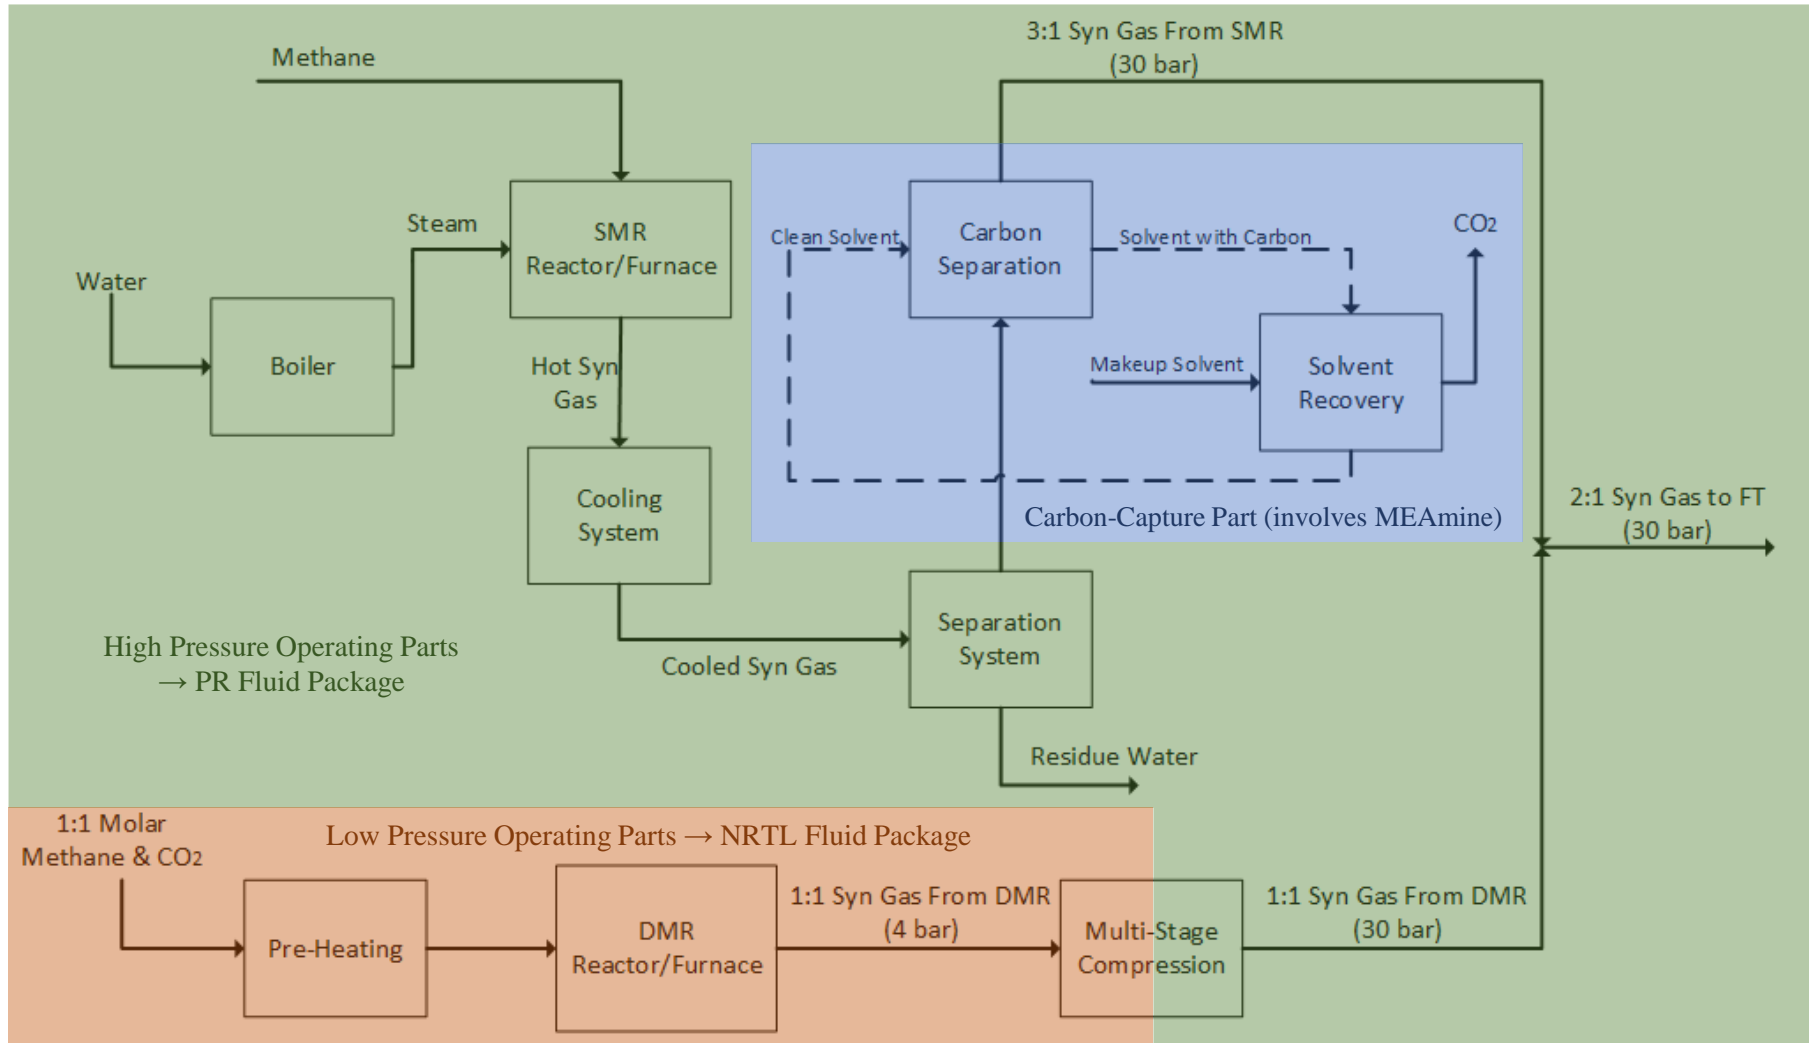 3:1 Syn Gas From SMR
(30 bar)
Methane
Steam
SMR
Reactor/Furnace
Clean Solvent
Carbon
Separation
Solvent with Carbon
CO2
Water
Boiler
Hot Syn
Gas
Makeup Solvent
Solvent
Recovery
Cooling
System
Carbon-Capture Part (involves MEAmine)
2:1 Syn Gas to FT
(30 bar)
Separation
System
High Pressure Operating Parts
→ PR Fluid Package
Cooled Syn Gas
Residue Water
1:1 Molar
Methane & CO2
Low Pressure Operating Parts → NRTL Fluid Package
Pre-Heating
DMR
Reactor/Furnace
1:1 Syn Gas From DMR
(4 bar)
Multi-Stage
Compression
1:1 Syn Gas From DMR
(30 bar)